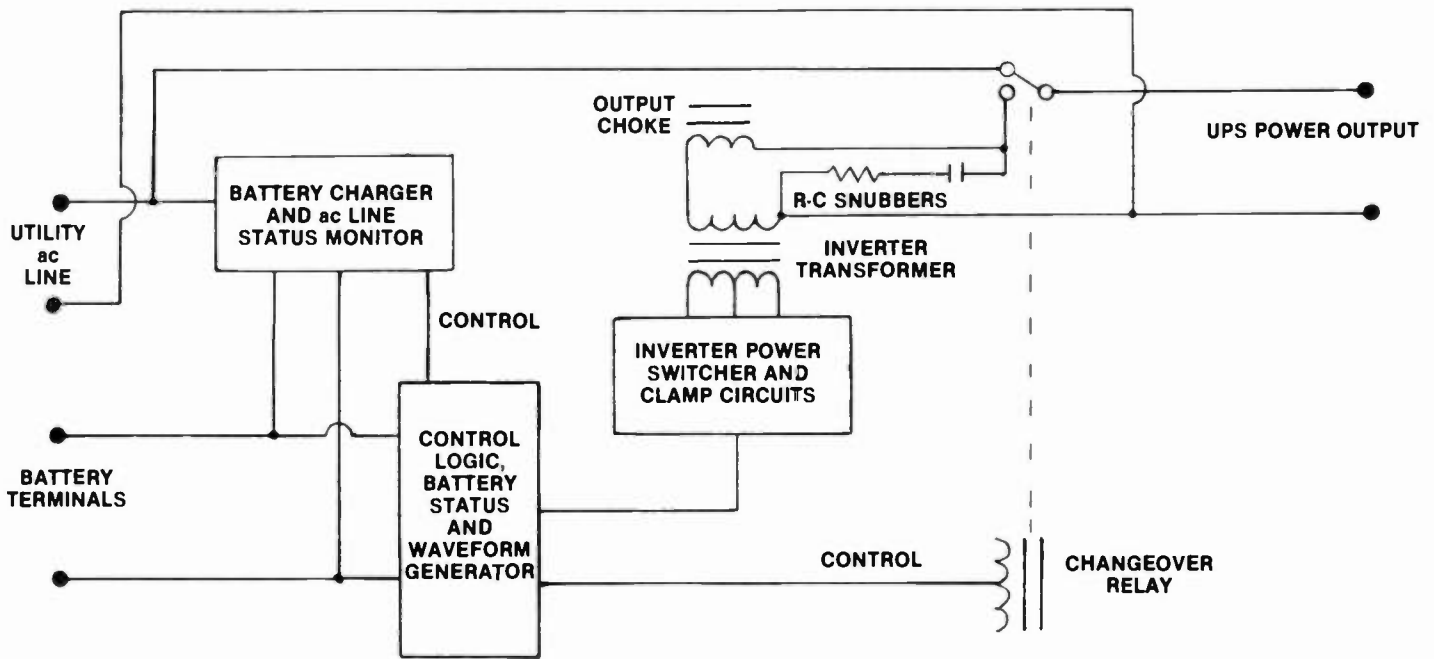 OUTPUT
CHOKE
UPS POWER OUTPUT
BATTERY CHARGER
AND ac LINE
STATUS MONITOR
R-C SNUBBERS
UTILITY
ac
LINE
INVERTER
TRANSFORMER
CONTROL
INVERTER POWER
SWITCHER AND
CLAMP CIRCUITS
BATTERY
TERMINALS
CONTROL
LOGIC,
BATTERY
STATUS
AND
WAVEFORM
GENERATOR
CONTROL
CHANGEOVER
RELAY